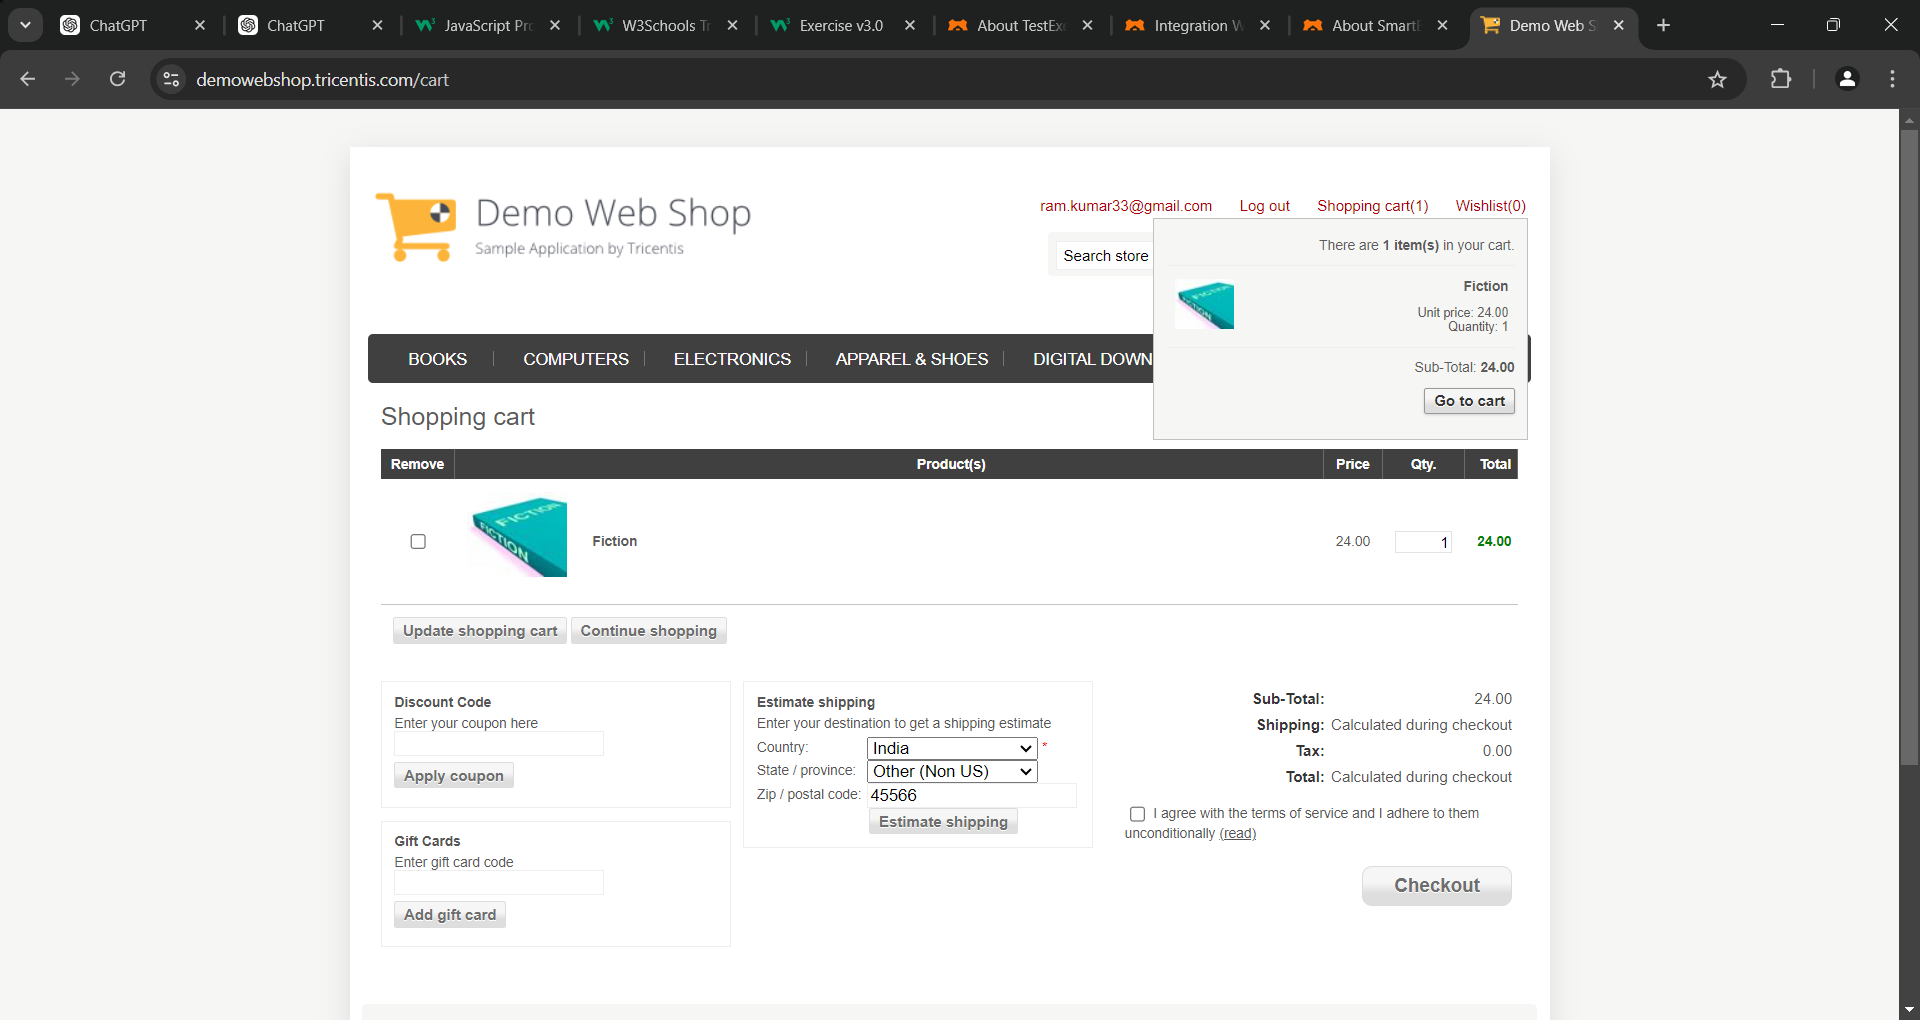 ChatGPT
ChatGPT
JavaScript Pr
W3Schools T
Exercise v3.0
About TestEx
Integration W
About Smart
Demo Web S
demowebshop.tricentis.com/cart
Demo Web Shop
Sample Application by Tricentis
ram.kumar33@gmail.com Log out Shopping cart(1) Wishlist(0)
Search store
There are 1 item(s) in your cart.
FICTION
Fiction
Unit price: 24.00
Quantity: 1
Sub-Total: 24.00
Go to cart
BOOKS COMPUTERS ELECTRONICS APPAREL & SHOES DIGITAL DOWN
Shopping cart
Remove Product(s) Price Qty. Total
FICTION
FICTION
Fiction 24.00 1 24.00
Update shopping cart Continue shopping
Discount Code
Enter your coupon here
Apply coupon
Gift Cards
Enter gift card code
Add gift card
Estimate shipping
Enter your destination to get a shipping estimate
Country: India *
State / province: Other (Non US)
Zip / postal code: 45566
Estimate shipping
Sub-Total: 24.00
Shipping: Calculated during checkout
Tax: 0.00
Total: Calculated during checkout
I agree with the terms of service and I adhere to them
unconditionally (read)
Checkout